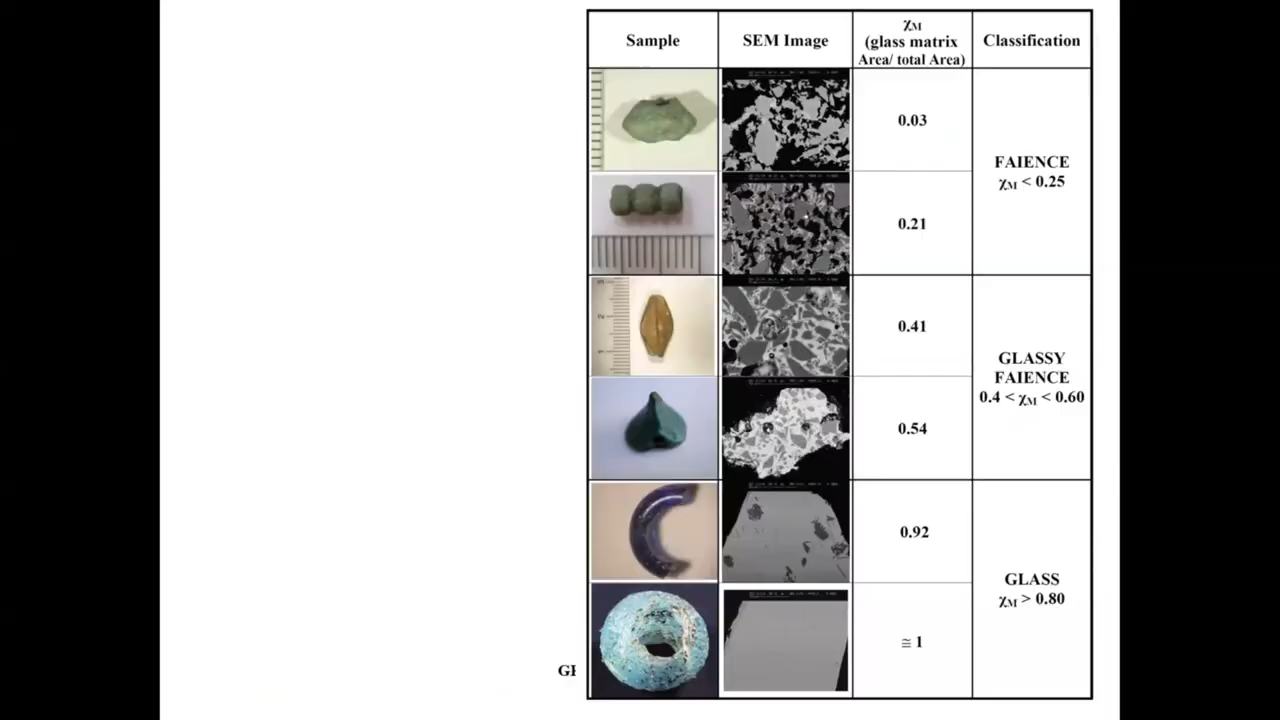 Sample
SEM Image
χM
(glass matrix
Area/ total Area)
Classification
0.03
FAIENCE
χM < 0.25
0.21
0.41
GLASSY
FAIENCE
0.4 < χM < 0.60
0.54
0.92
GLASS
χM > 0.80
≅ 1